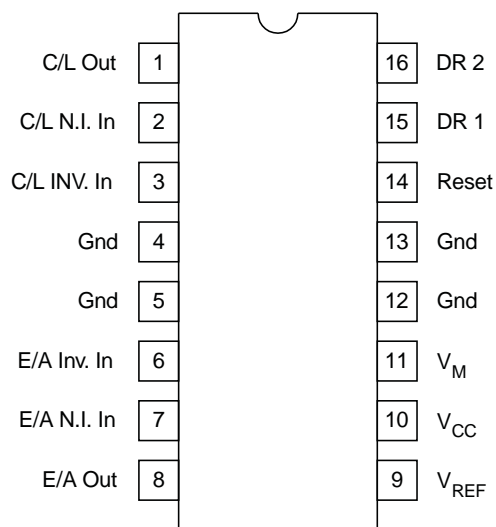 C/L Out 1 16 DR 2
C/L N.I. In 2 15 DR 1
C/L INV. In 3 14 Reset
Gnd 4 13 Gnd
Gnd 5 12 Gnd
E/A Inv. In 6 11 VM
E/A N.I. In 7 10 VCC
E/A Out 8 9 VREF